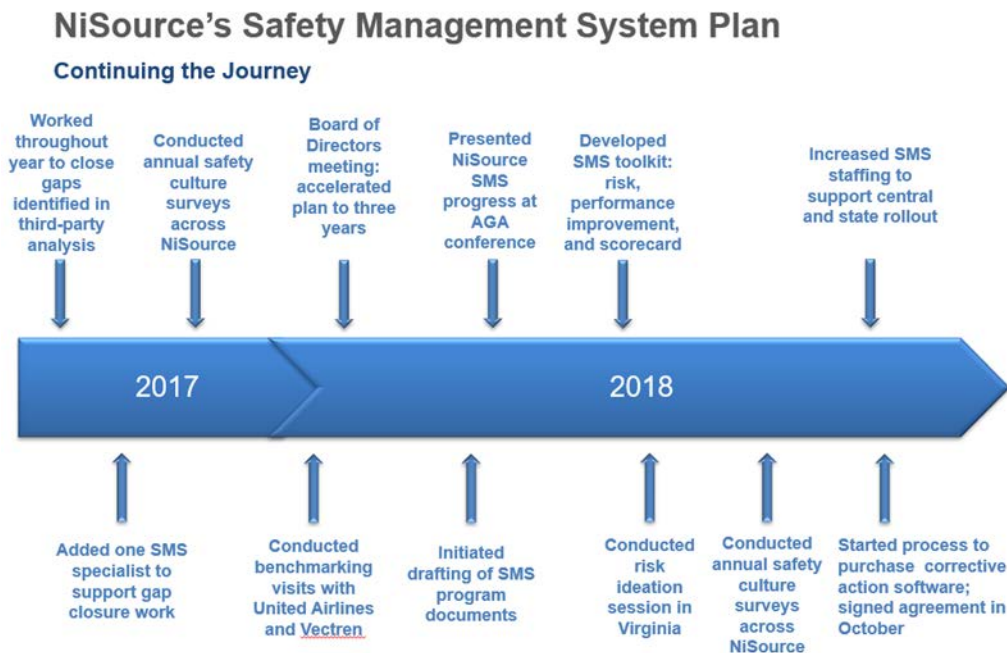 NiSource's Safety Management System Plan
Continuing the Journey
Worked
throughout
year to close
gaps
identified in
third-party
analysis
Conducted
annual safety
culture
surveys
across
NiSource
Board of
Directors
meeting:
accelerated
plan to three
years
Presented
NiSource
SMS
progress at
AGA
conference
Developed
SMS toolkit:
risk,
performance
improvement,
and scorecard
Increased SMS
staffing to
support central
and state rollout
2017
2018
Added one SMS
specialist to
support gap
closure work
Conducted
benchmarking
visits with
United Airlines
and Vectren
Initiated
drafting of SMS
program
documents
Conducted
risk
ideation
session in
Virginia
Conducted
annual safety
culture
surveys
across
NiSource
Started process to
purchase corrective
action software;
signed agreement in
October